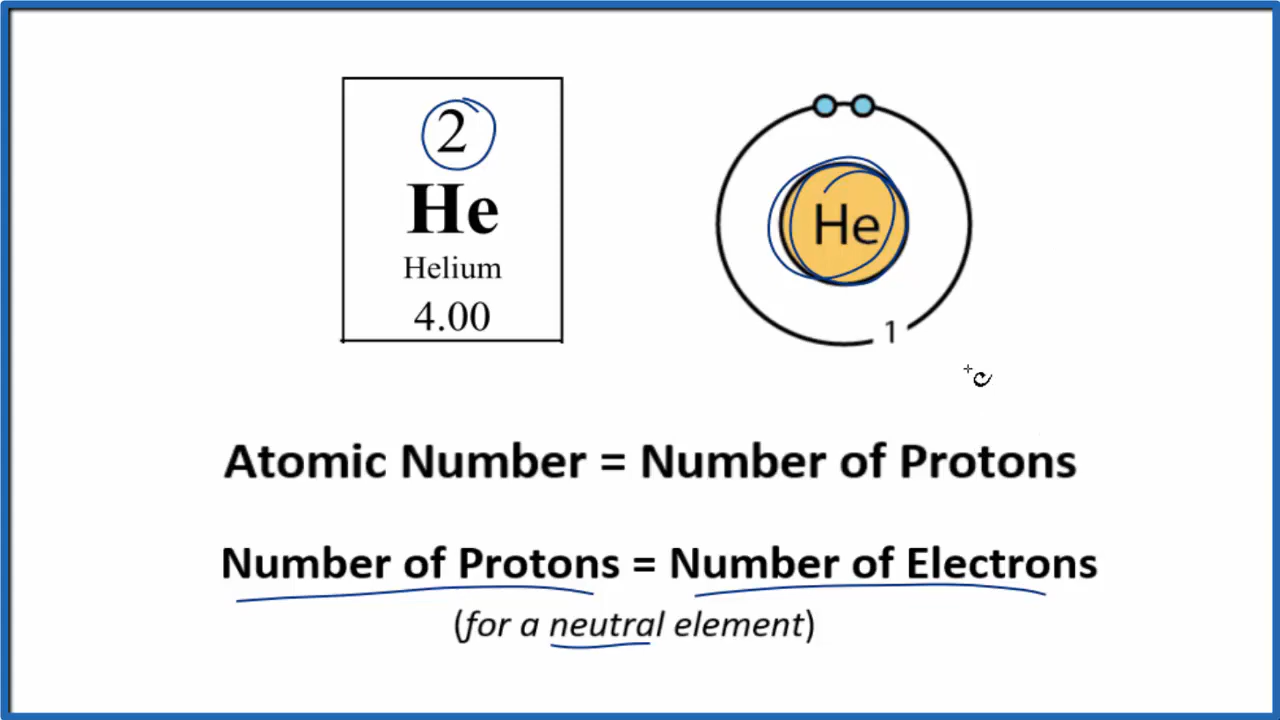 2
He
Helium
4.00
He
1
Atomic Number = Number of Protons
Number of Protons = Number of Electrons
(for a neutral element)